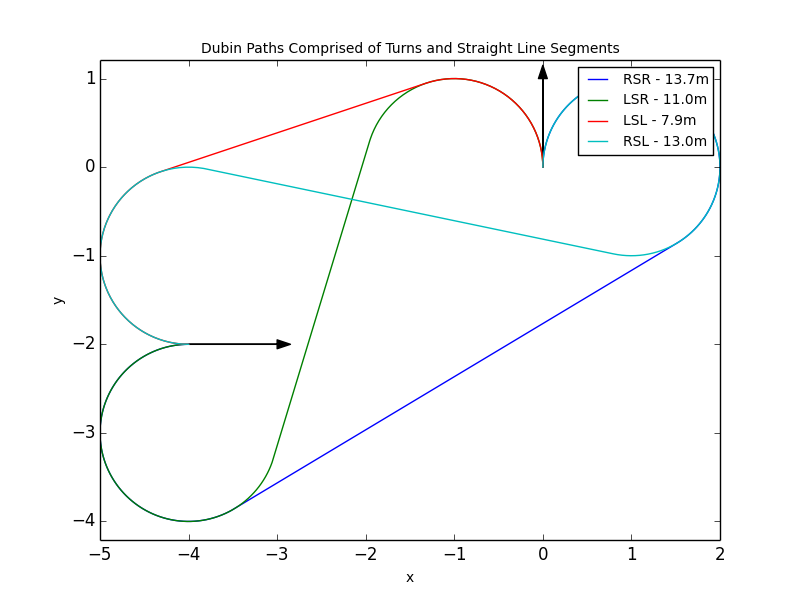 Dubin Paths Comprised of Turns and Straight Line Segments
RSR - 13.7m
LSR - 11.0m
LSL - 7.9m
RSL - 13.0m
1
0
−1
−2
−3
−4
y
−5 −4 −3 −2 −1 0 1 2
x